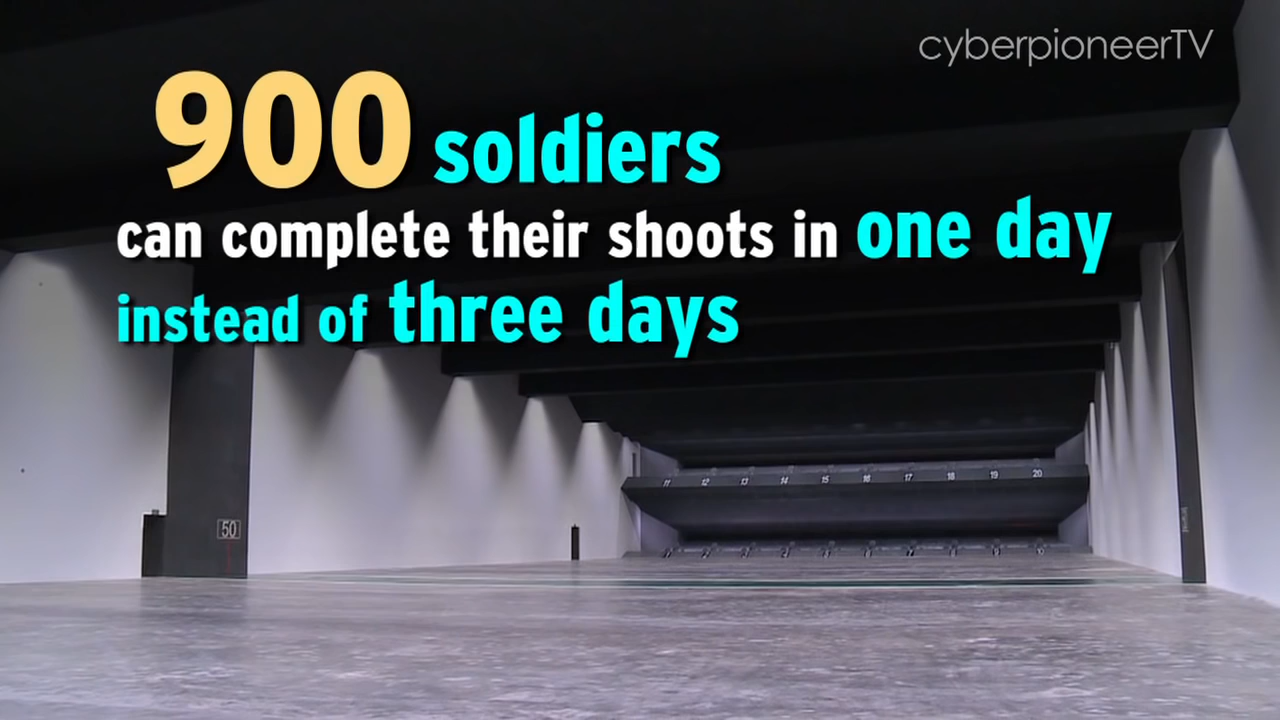 cyberpioneerTV
900 soldiers
can complete their shoots in one day
instead of three days
11 12 13 14 15 16 17 18 19 20
50